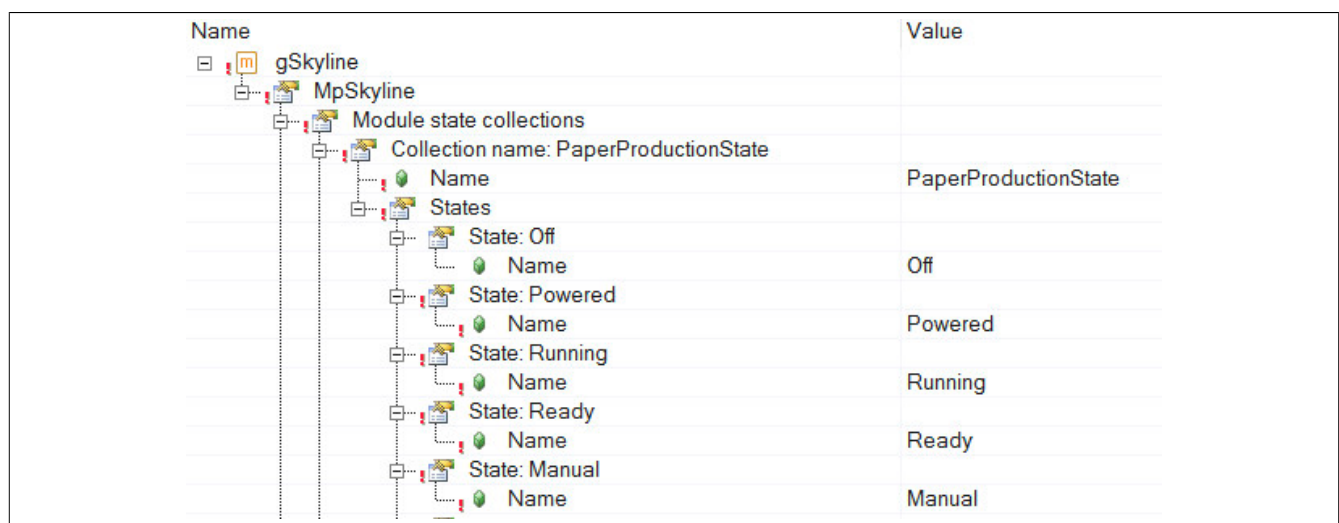 Name Value
m gSkyline
MpSkyline
Module state collections
Collection name: PaperProductionState
Name PaperProductionState
States
State: Off
Name Off
State: Powered
Name Powered
State: Running
Name Running
State: Ready
Name Ready
State: Manual
Name Manual